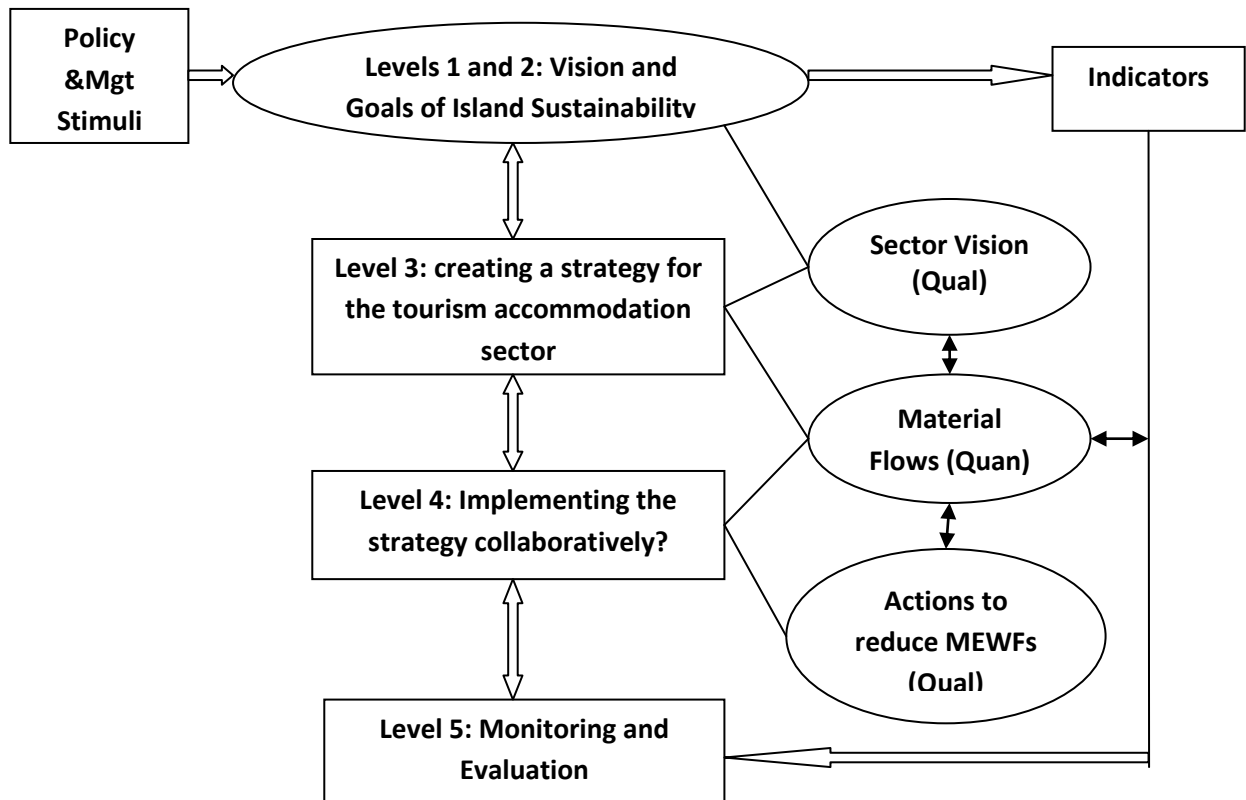 Policy
&Mgt
Stimuli
Levels 1 and 2: Vision and
Goals of Island Sustainability
Indicators
Level 3: creating a strategy for
the tourism accommodation
sector
Sector Vision
(Qual)
Material
Flows (Quan)
Level 4: Implementing the
strategy collaboratively?
Actions to
reduce MEWFs
(Qual)
Level 5: Monitoring and
Evaluation